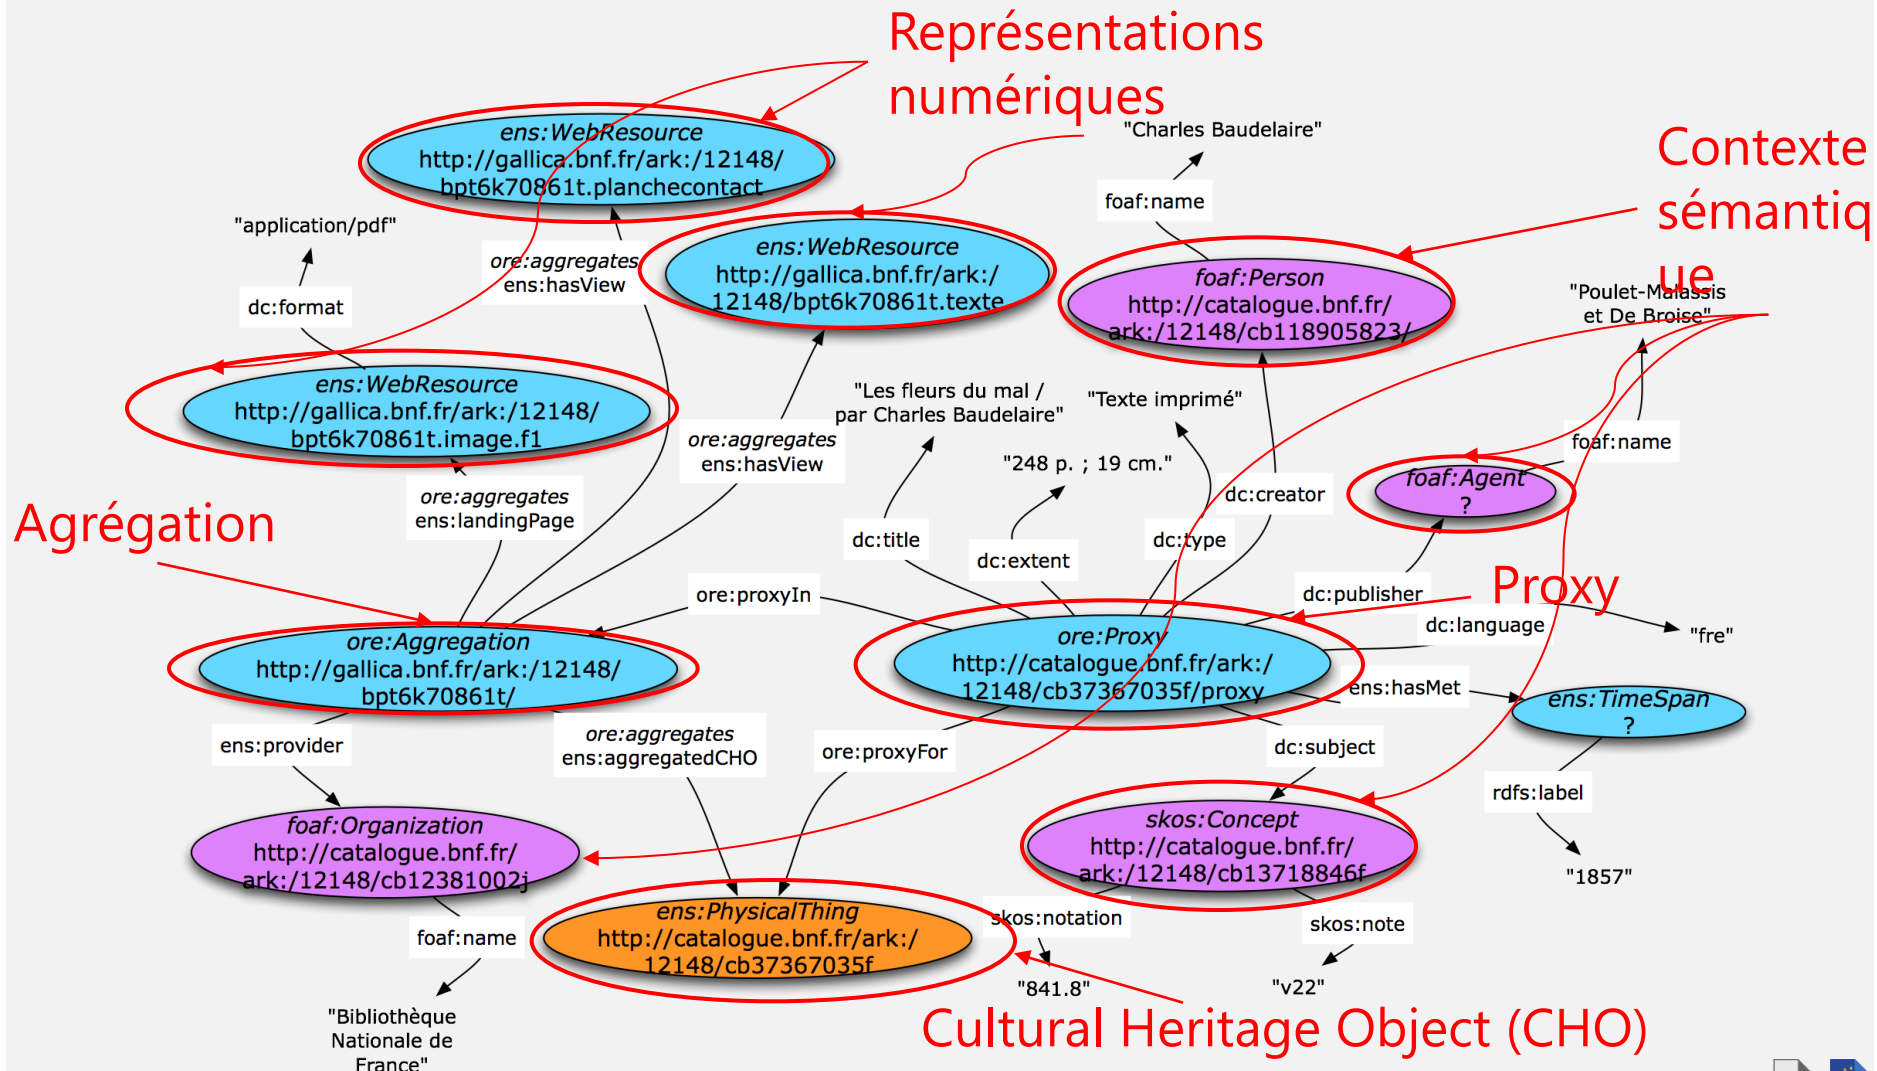 Représentations
numériques
ens:WebResource
http://gallica.bnf.fr/ark:/12148/
bpt6k70861t.planchecontact
"Charles Baudelaire"
Contexte
sémantiq
ue
foaf:name
"application/pdf"
ore:aggregates
ens:hasView
ens:WebResource
http://gallica.bnf.fr/ark:/
12148/bpt6k70861t.texte
foaf:Person
http://catalogue.bnf.fr/
ark:/12148/cb118905823/
"Poulet-Malassis
et De Broise"
dc:format
ens:WebResource
http://gallica.bnf.fr/ark:/12148/
bpt6k70861t.image.f1
"Les fleurs du mal /
par Charles Baudelaire"
"Texte imprimé"
ore:aggregates
ens:hasView
"248 p. ; 19 cm."
foaf:name
foaf:Agent
?
ore:aggregates
ens:landingPage
dc:creator
Agrégation
dc:title
dc:extent
dc:type
ore:proxyIn
dc:publisher
Proxy
dc:language
"fre"
ore:Aggregation
http://gallica.bnf.fr/ark:/12148/
bpt6k70861t/
ore:Proxy
http://catalogue.bnf.fr/ark:/
12148/cb37367035f/proxy
ens:hasMet
ens:TimeSpan
?
ens:provider
ore:aggregates
ens:aggregatedCHO
ore:proxyFor
dc:subject
rdfs:label
foaf:Organization
http://catalogue.bnf.fr/
ark:/12148/cb12381002j
skos:Concept
http://catalogue.bnf.fr/
ark:/12148/cb13718846f
"1857"
ens:PhysicalThing
http://catalogue.bnf.fr/ark:/
12148/cb37367035f
skos:notation
skos:note
foaf:name
"841.8"
"v22"
"Bibliothèque
Nationale de
France"
Cultural Heritage Object (CHO)